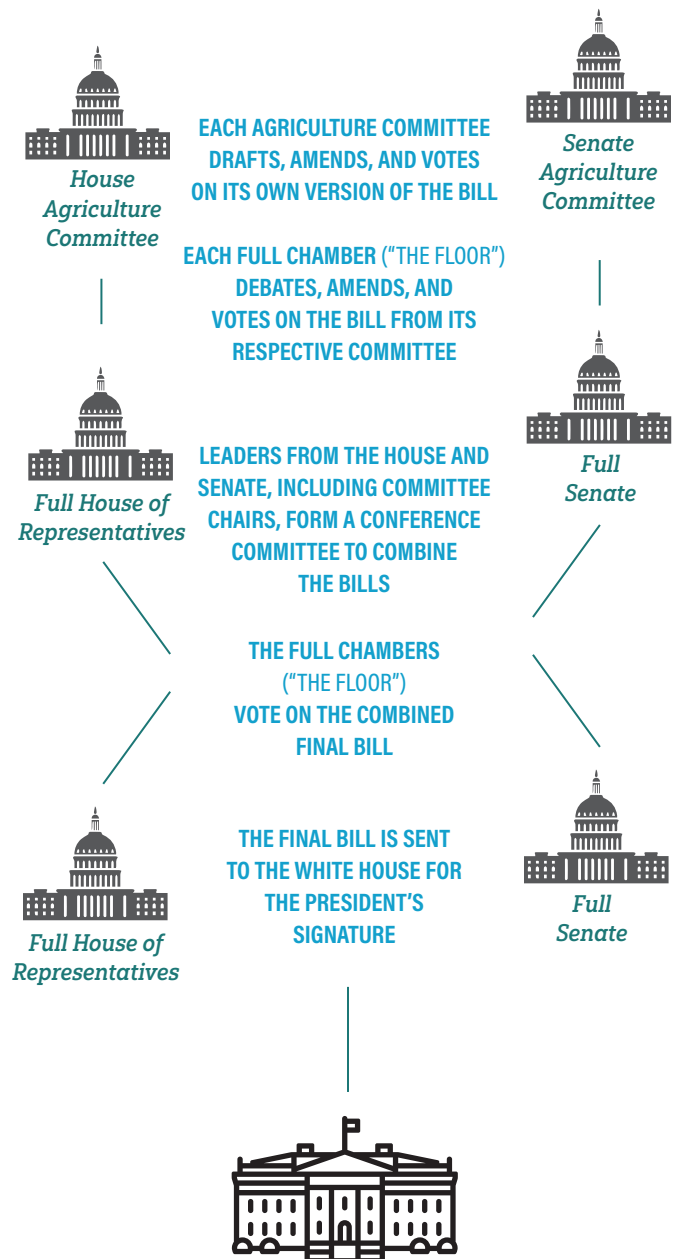 EACH AGRICULTURE COMMITTEE
DRAFTS, AMENDS, AND VOTES
ON ITS OWN VERSION OF THE BILL
House
Agriculture
Committee
Senate
Agriculture
Committee
EACH FULL CHAMBER ("THE FLOOR")
DEBATES, AMENDS, AND
VOTES ON THE BILL FROM ITS
RESPECTIVE COMMITTEE
Full House of
Representatives
Full
Senate
LEADERS FROM THE HOUSE AND
SENATE, INCLUDING COMMITTEE
CHAIRS, FORM A CONFERENCE
COMMITTEE TO COMBINE
THE BILLS
THE FULL CHAMBERS
("THE FLOOR")
VOTE ON THE COMBINED
FINAL BILL
Full House of
Representatives
Full
Senate
THE FINAL BILL IS SENT
TO THE WHITE HOUSE FOR
THE PRESIDENT’S
SIGNATURE